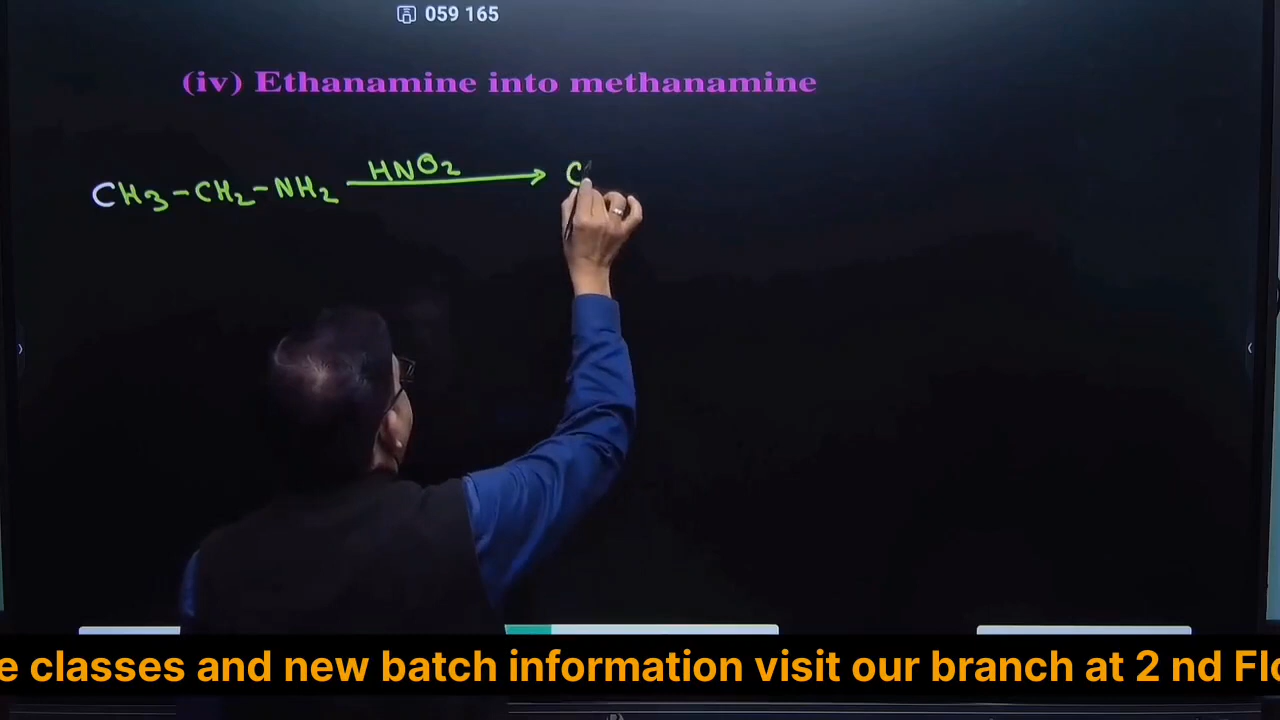 059 165
(iv) Ethanamine into methanamine
HNO2
CH3-CH2-NH2 → C
e classes and new batch information visit our branch at 2 nd Flo